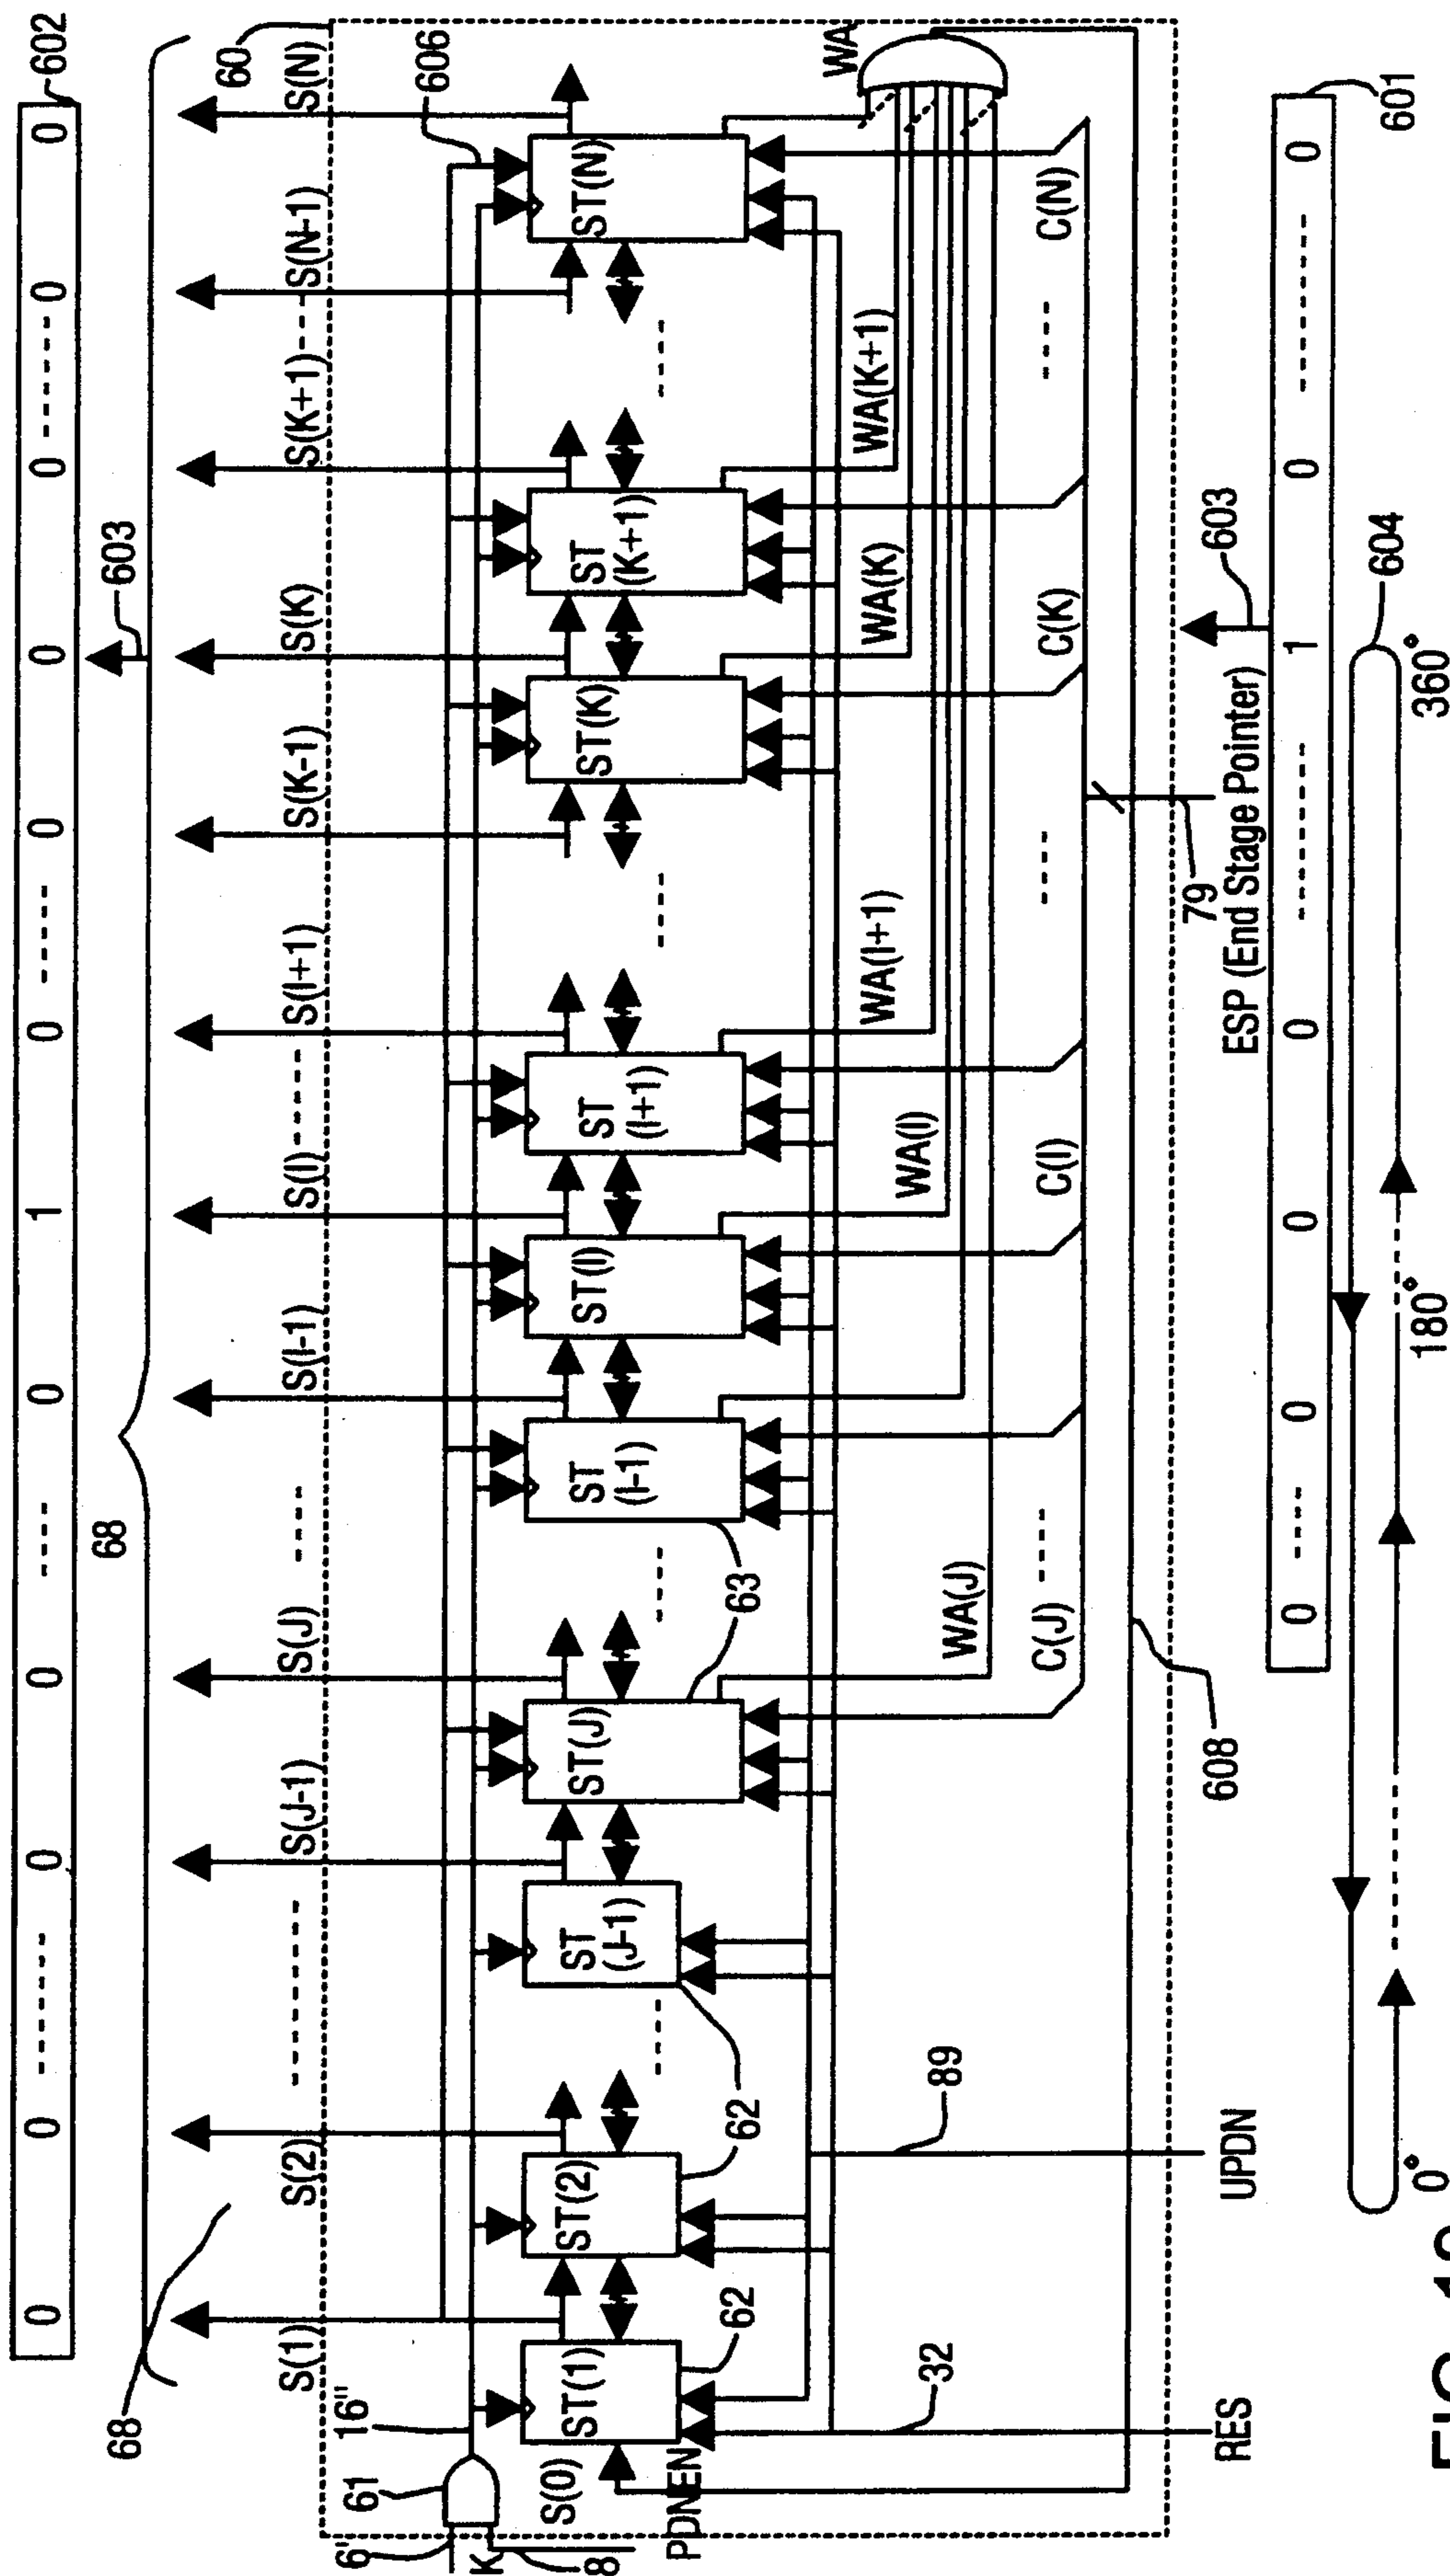 0 0 ------ 0 0 ---- 0 1 0 ----- 0 0 0 ------ 0 602
68
68
603
S(1) S(2) --------- S(J-1) S(J) ---- S(I-1) S(I) ----- S(I+1) S(K-1) S(K) S(K+1) --- S(N-1) S(N)
60
16"
606
6"
61
K
8
S(0)
PDNEN
ST(1) ST(2) ST (J-1) ST(J) ST (I-1) ST(I) ST (I+1) ST(K) ST (K+1) ST(N)
62 62 62 63
WA
WA(J) WA(I) WA(I+1) WA(K) WA(K+1)
C(J) ---- C(I) ---- C(K) ---- C(N)
32
89
608
79
RES
UPDN
ESP (End Stage Pointer)
603
0 ---- 0 0 0 --------- 1 0 -------- 0
601
604
0° 180° 360°